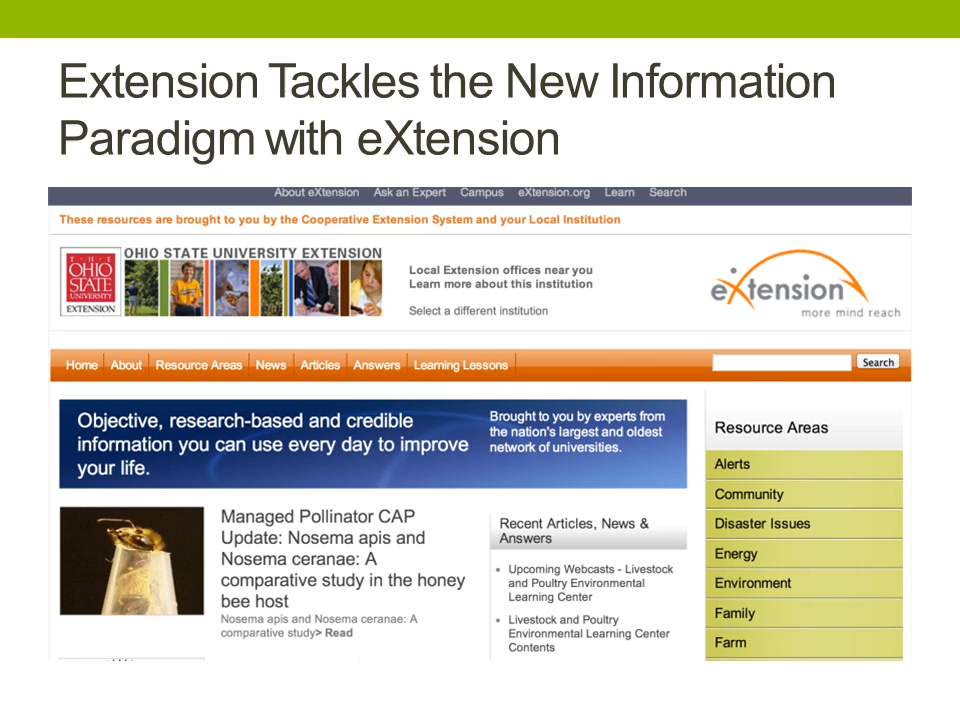 Extension Tackles the New Information
Paradigm with eXtension
About eXtension Ask an Expert Campus eXtension.org Learn Search
These resources are brought to you by the Cooperative Extension System and your Local Institution
T·H·E
OHIO
STATE
UNIVERSITY
EXTENSION
OHIO STATE UNIVERSITY EXTENSION
Local Extension offices near you
Learn more about this institution
Select a different institution
eXtension
more mind reach
Home About Resource Areas News Articles Answers Learning Lessons
Search
Objective, research-based and credible
information you can use every day to improve
your life.
Brought to you by experts from
the nation's largest and oldest
network of universities.
Managed Pollinator CAP
Update: Nosema apis and
Nosema ceranae: A
comparative study in the honey
bee host
Nosema apis and Nosema ceranae: A
comparative study> Read
Recent Articles, News &
Answers
• Upcoming Webcasts - Livestock
and Poultry Environmental
Learning Center
• Livestock and Poultry
Environmental Learning Center
Contents
Resource Areas
Alerts
Community
Disaster Issues
Energy
Environment
Family
Farm